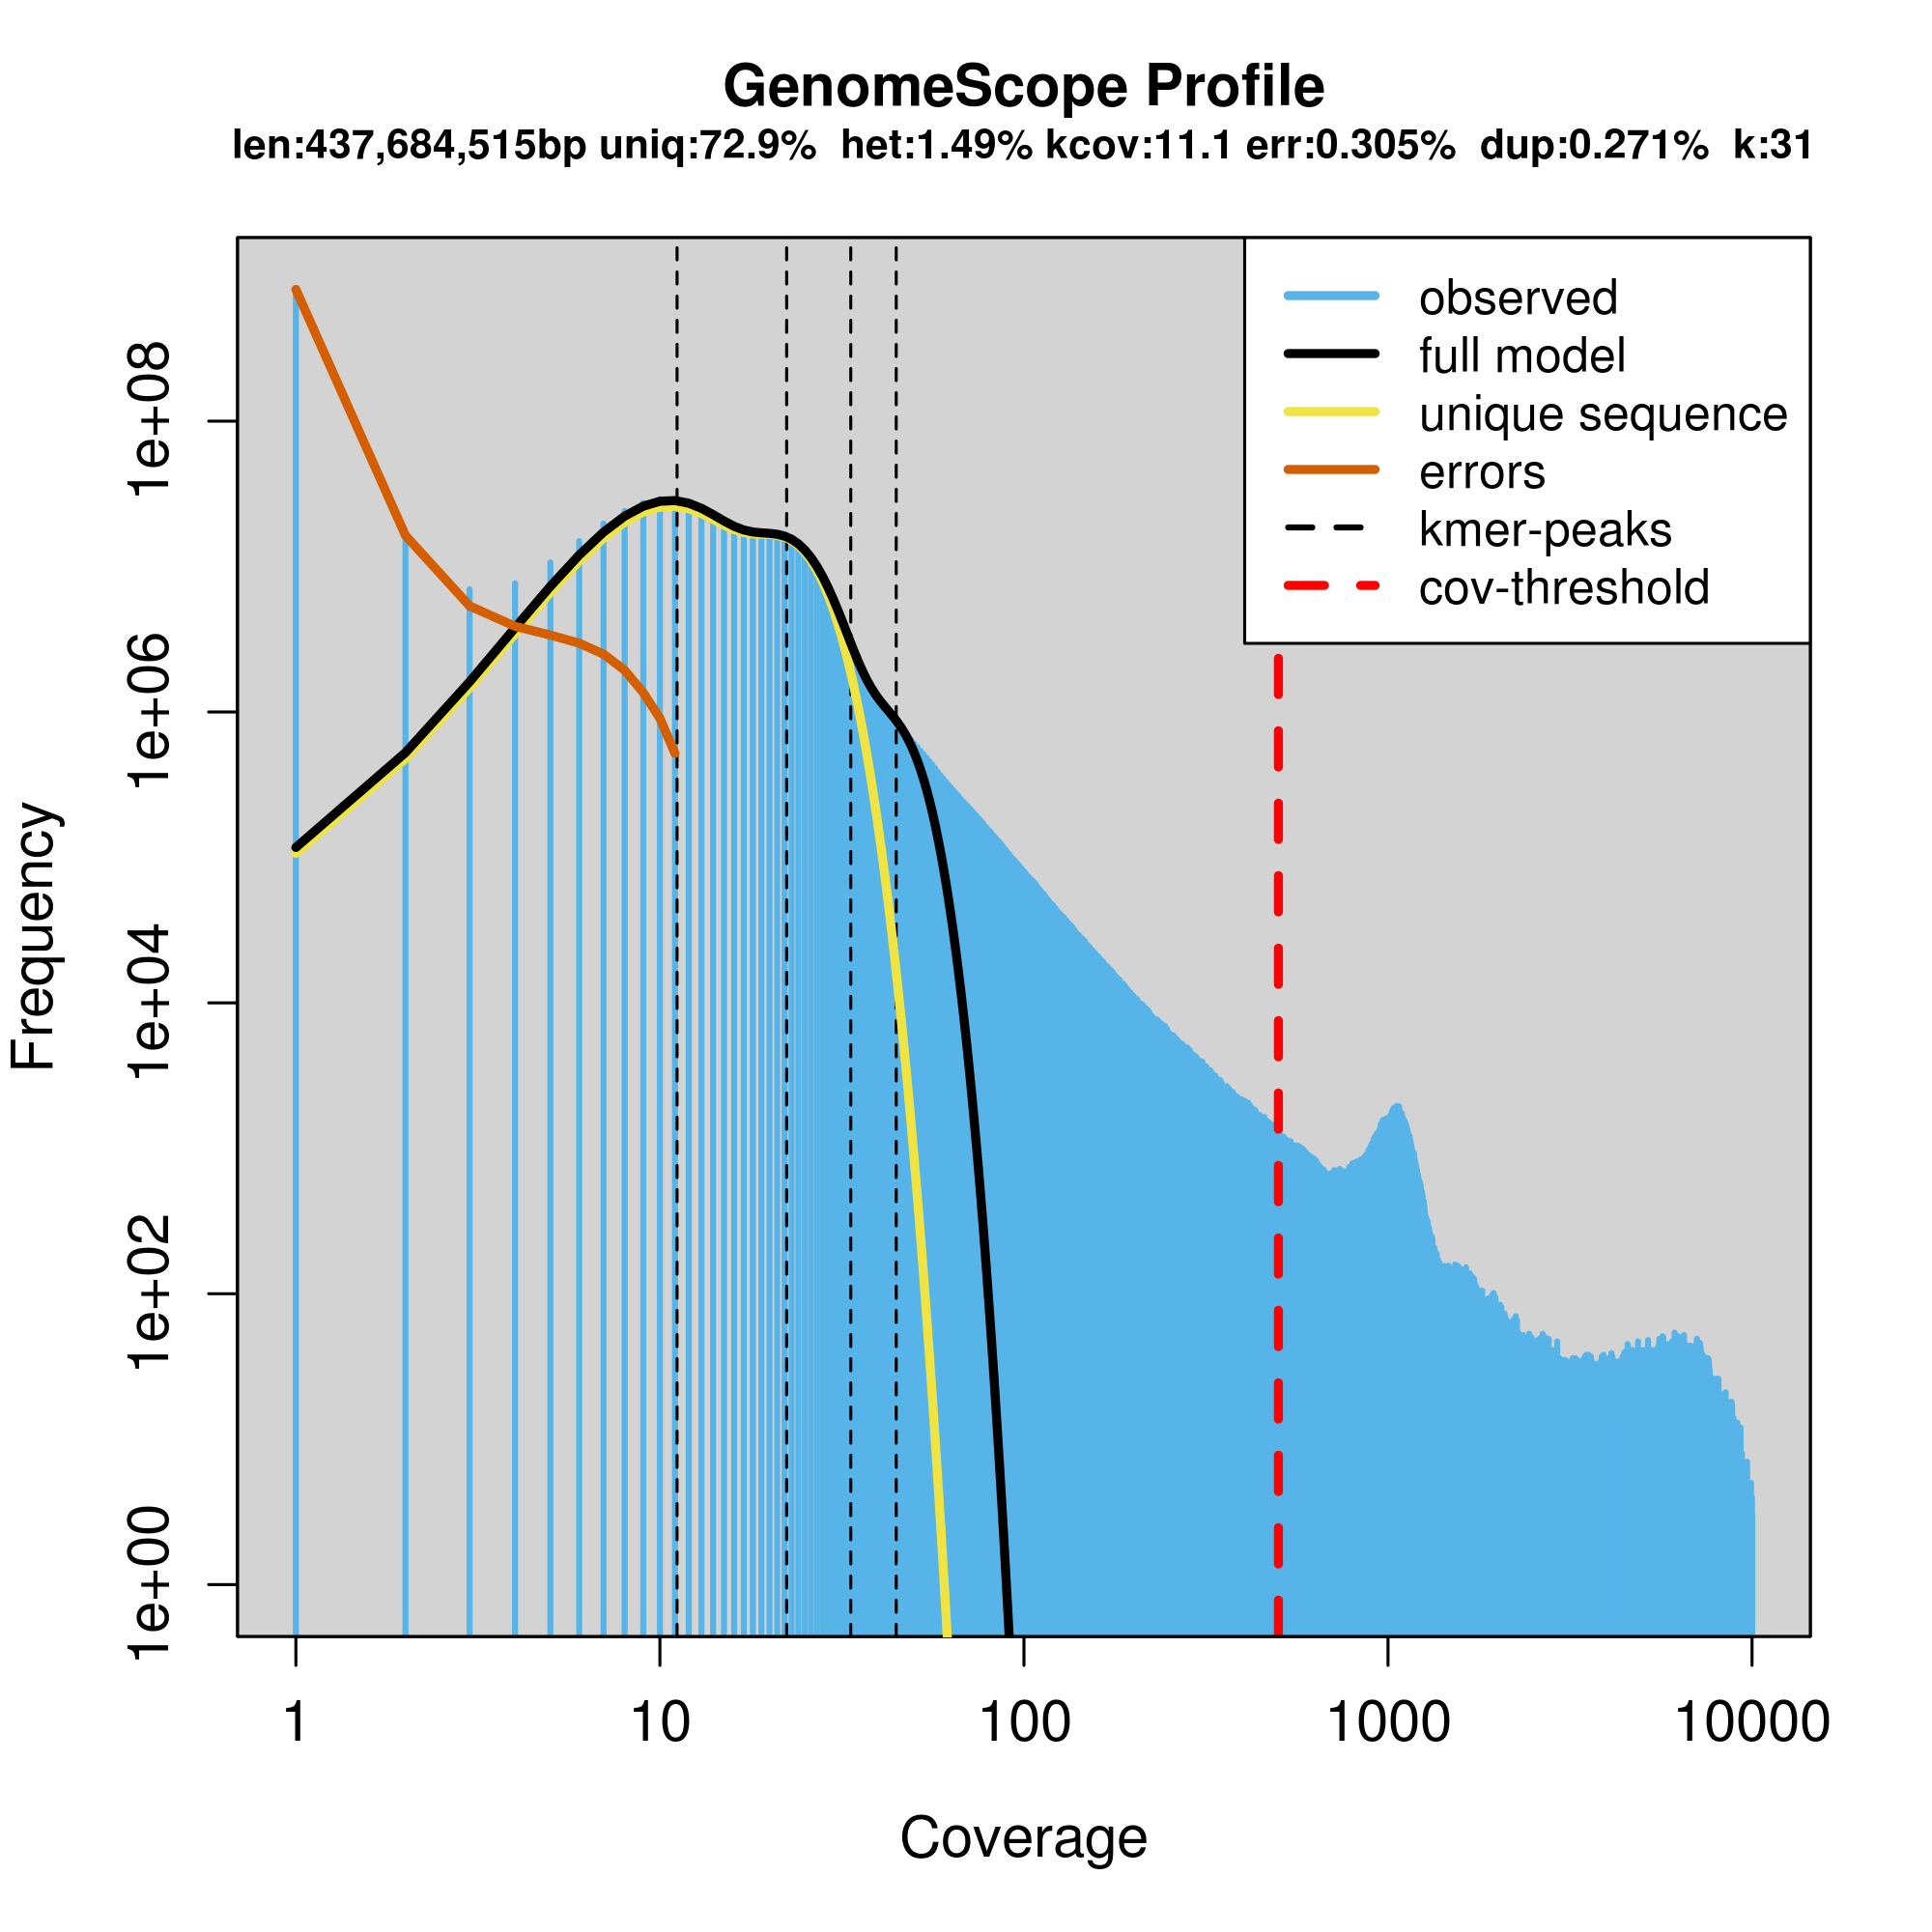 GenomeScope Profile
len:437,684,515bp uniq:72.9% het:1.49% kcov:11.1 err:0.305% dup:0.271% k:31
observed
full model
unique sequence
errors
kmer-peaks
cov-threshold
Frequency
1e+08
1e+06
1e+04
1e+02
1e+00
1 10 100 1000 10000
Coverage